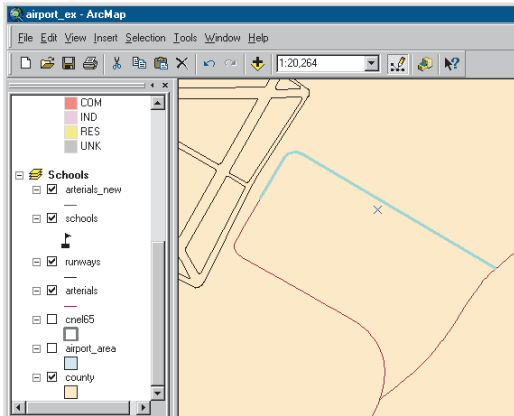 airport_ex - ArcMap
File Edit View Insert Selection Tools Window Help
1:20,264
COM
IND
RES
UNK
Schools
arterials_new
schools
runways
arterials
cnel65
airport_area
county